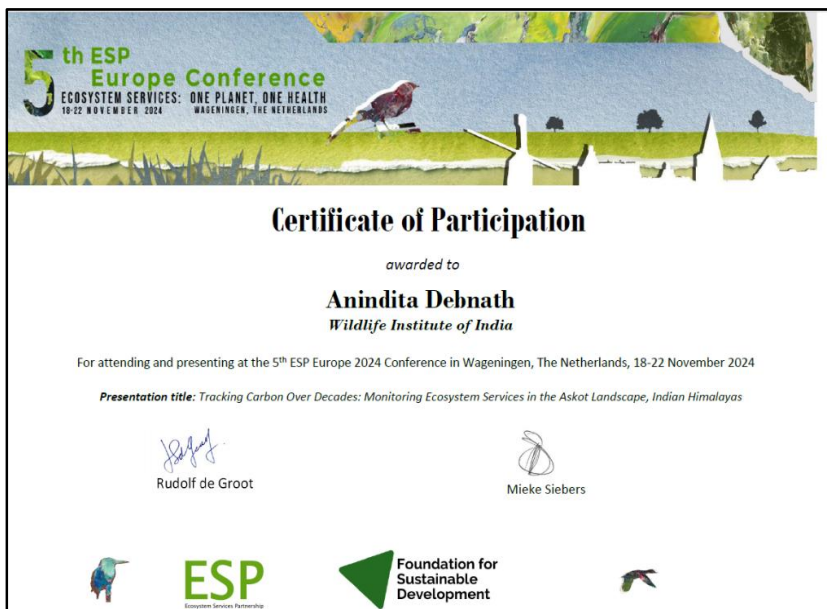 5th ESP
Europe Conference
ECOSYSTEM SERVICES: ONE PLANET, ONE HEALTH
18-22 NOVEMBER 2024 WAGENINGEN, THE NETHERLANDS
Certificate of Participation
awarded to
Anindita Debnath
Wildlife Institute of India
For attending and presenting at the 5th ESP Europe 2024 Conference in Wageningen, The Netherlands, 18-22 November 2024
Presentation title: Tracking Carbon Over Decades: Monitoring Ecosystem Services in the Askot Landscape, Indian Himalayas
Rudolf de Groot
Mieke Siebers
ESP
Ecosystem Services Partnership
Foundation for
Sustainable
Development